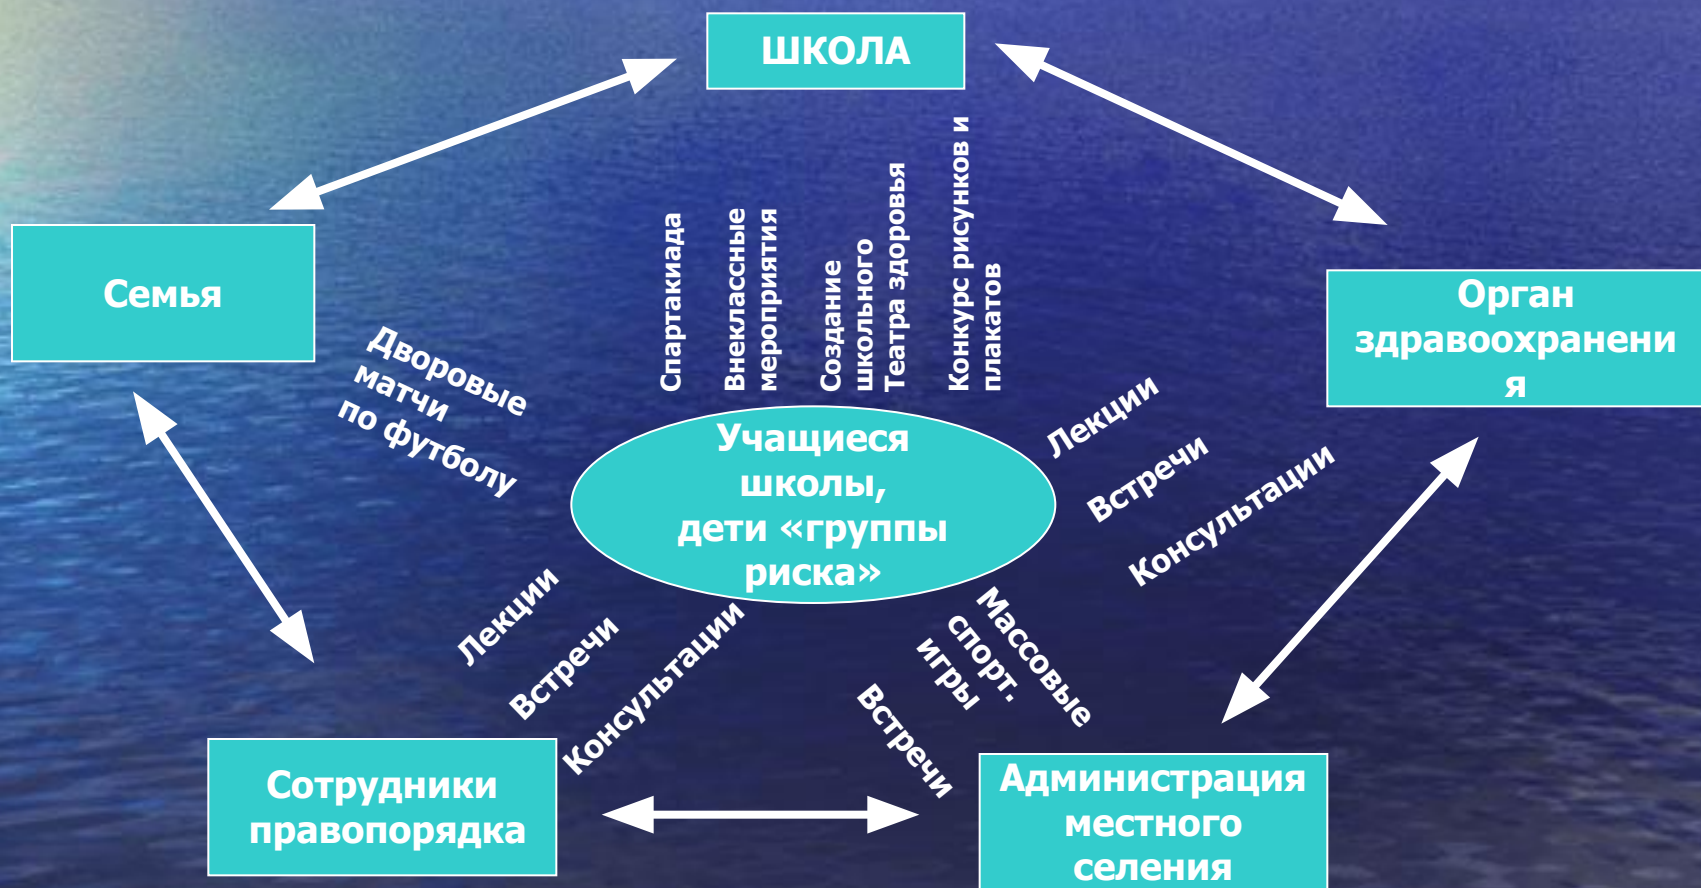 ШКОЛА
Семья
Орган
здравоохранени
я
Спартакиада
Внеклассные
мероприятия
Создание
школьного
Театра здоровья
Конкурс рисунков и
плакатов
Дворовые
матчи
по футболу
Лекции
Встречи
Консультации
Учащиеся
школы,
дети «группы
риска»
Лекции
Встречи
Консультации
Массовые
спорт.
игры
Встречи
Сотрудники
правопорядка
Администрация
местного
селения